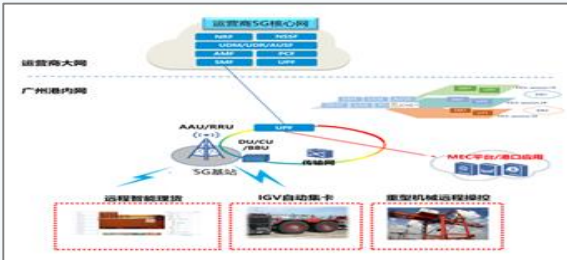 运营商5G核心网
NRF NSSF
UDM/UDR/AUSF
AMF PCF
SMF UPF
运营商大网
广州港内网
AAU/RRU
UPF
DU/CU
/BBU
传输网
MEC平台/港口应用
5G基站
远程智能理货
IGV自动集卡
重型机械远程操控